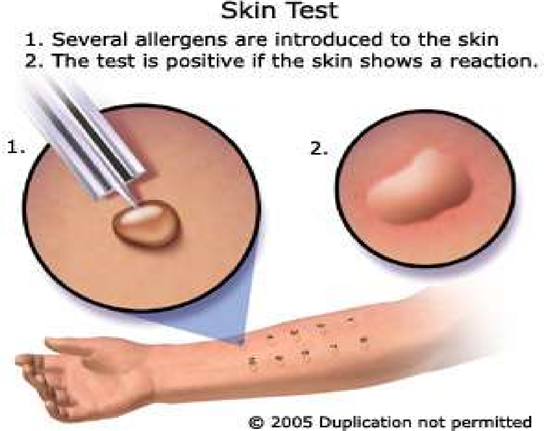 Skin Test
1. Several allergens are introduced to the skin
2. The test is positive if the skin shows a reaction.
1.
2.
© 2005 Duplication not permitted